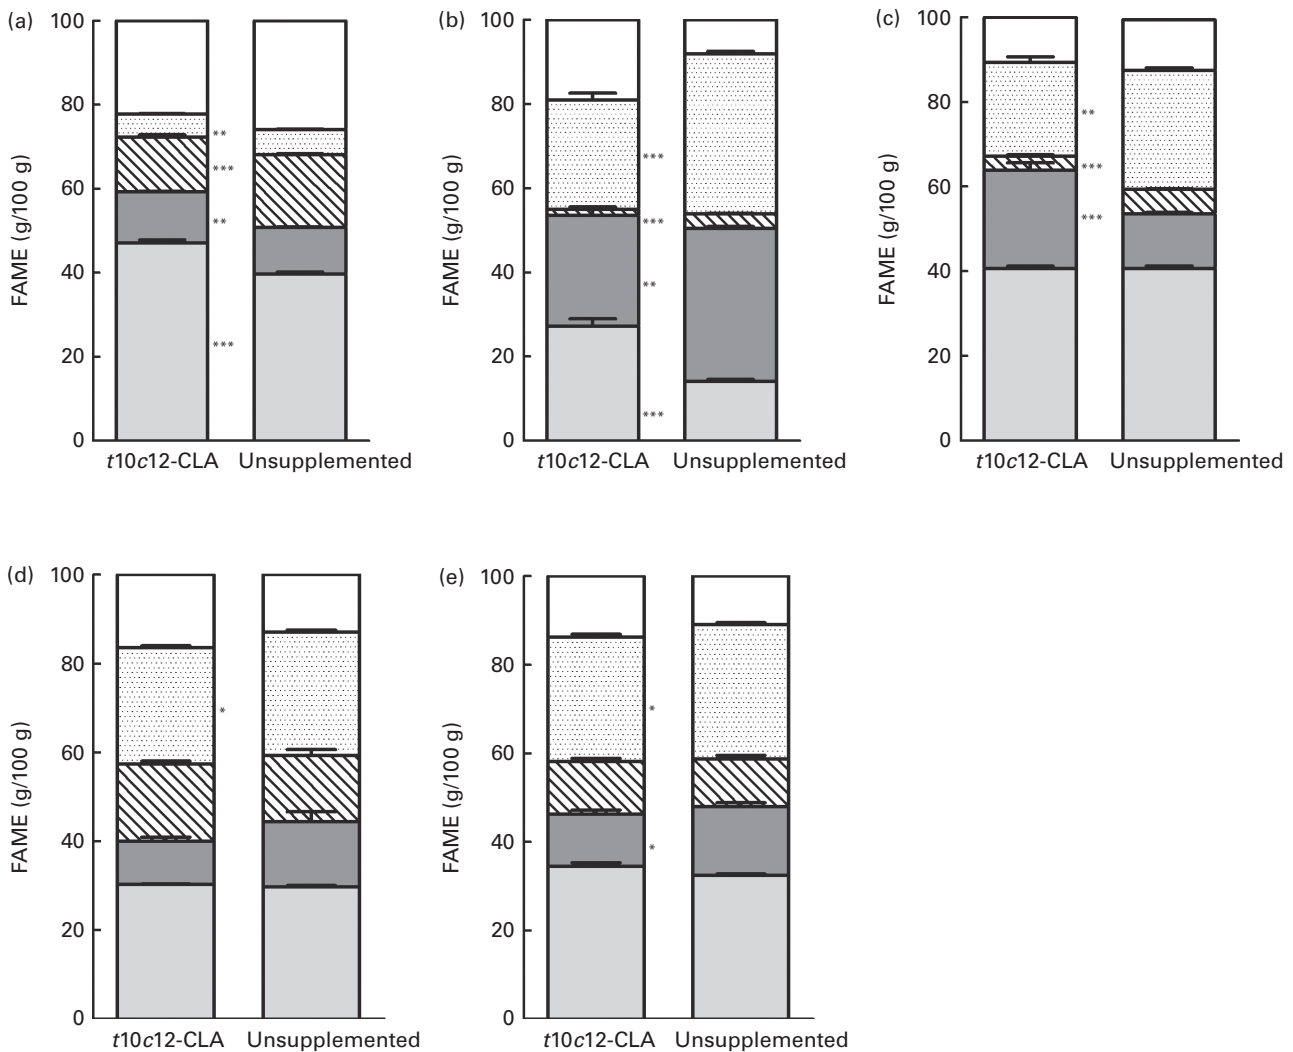 (a)
100
80
60
40
20
0
FAME (g/100 g)
**
***
**
***
t10c12-CLA Unsupplemented
(b)
100
80
60
40
20
0
FAME (g/100 g)
***
***
**
***
t10c12-CLA Unsupplemented
(c)
100
80
60
40
20
0
FAME (g/100 g)
**
***
***
t10c12-CLA Unsupplemented
(d)
100
80
60
40
20
0
FAME (g/100 g)
*
t10c12-CLA Unsupplemented
(e)
100
80
60
40
20
0
FAME (g/100 g)
*
*
t10c12-CLA Unsupplemented